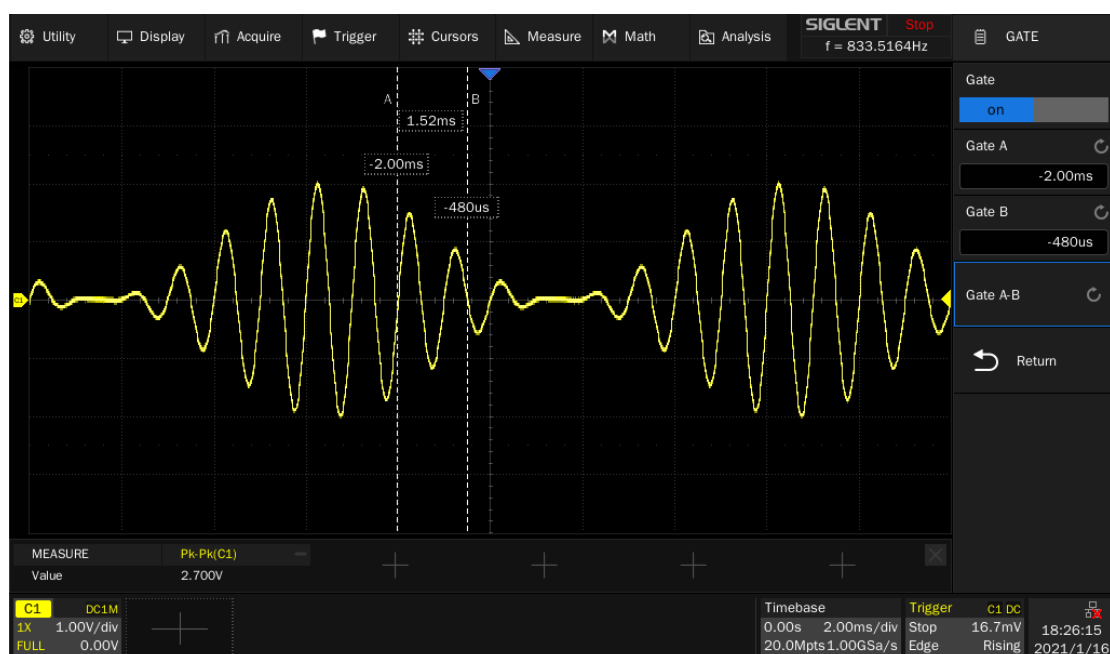 Utility Display Acquire Trigger Cursors Measure Math Analysis SIGLENT Stop
f = 833.5164Hz
GATE
Gate
on
Gate A
-2.00ms
Gate B
-480us
Gate A-B
Return
A B
1.52ms
-2.00ms
-480us
C1
MEASURE Pk-Pk(C1)
Value 2.700V
C1 DC1M
1X 1.00V/div
FULL 0.00V
Timebase
0.00s 2.00ms/div
20.0Mpts 1.00GSa/s
Trigger C1 DC
Stop 16.7mV
Edge Rising
18:26:15
2021/1/16